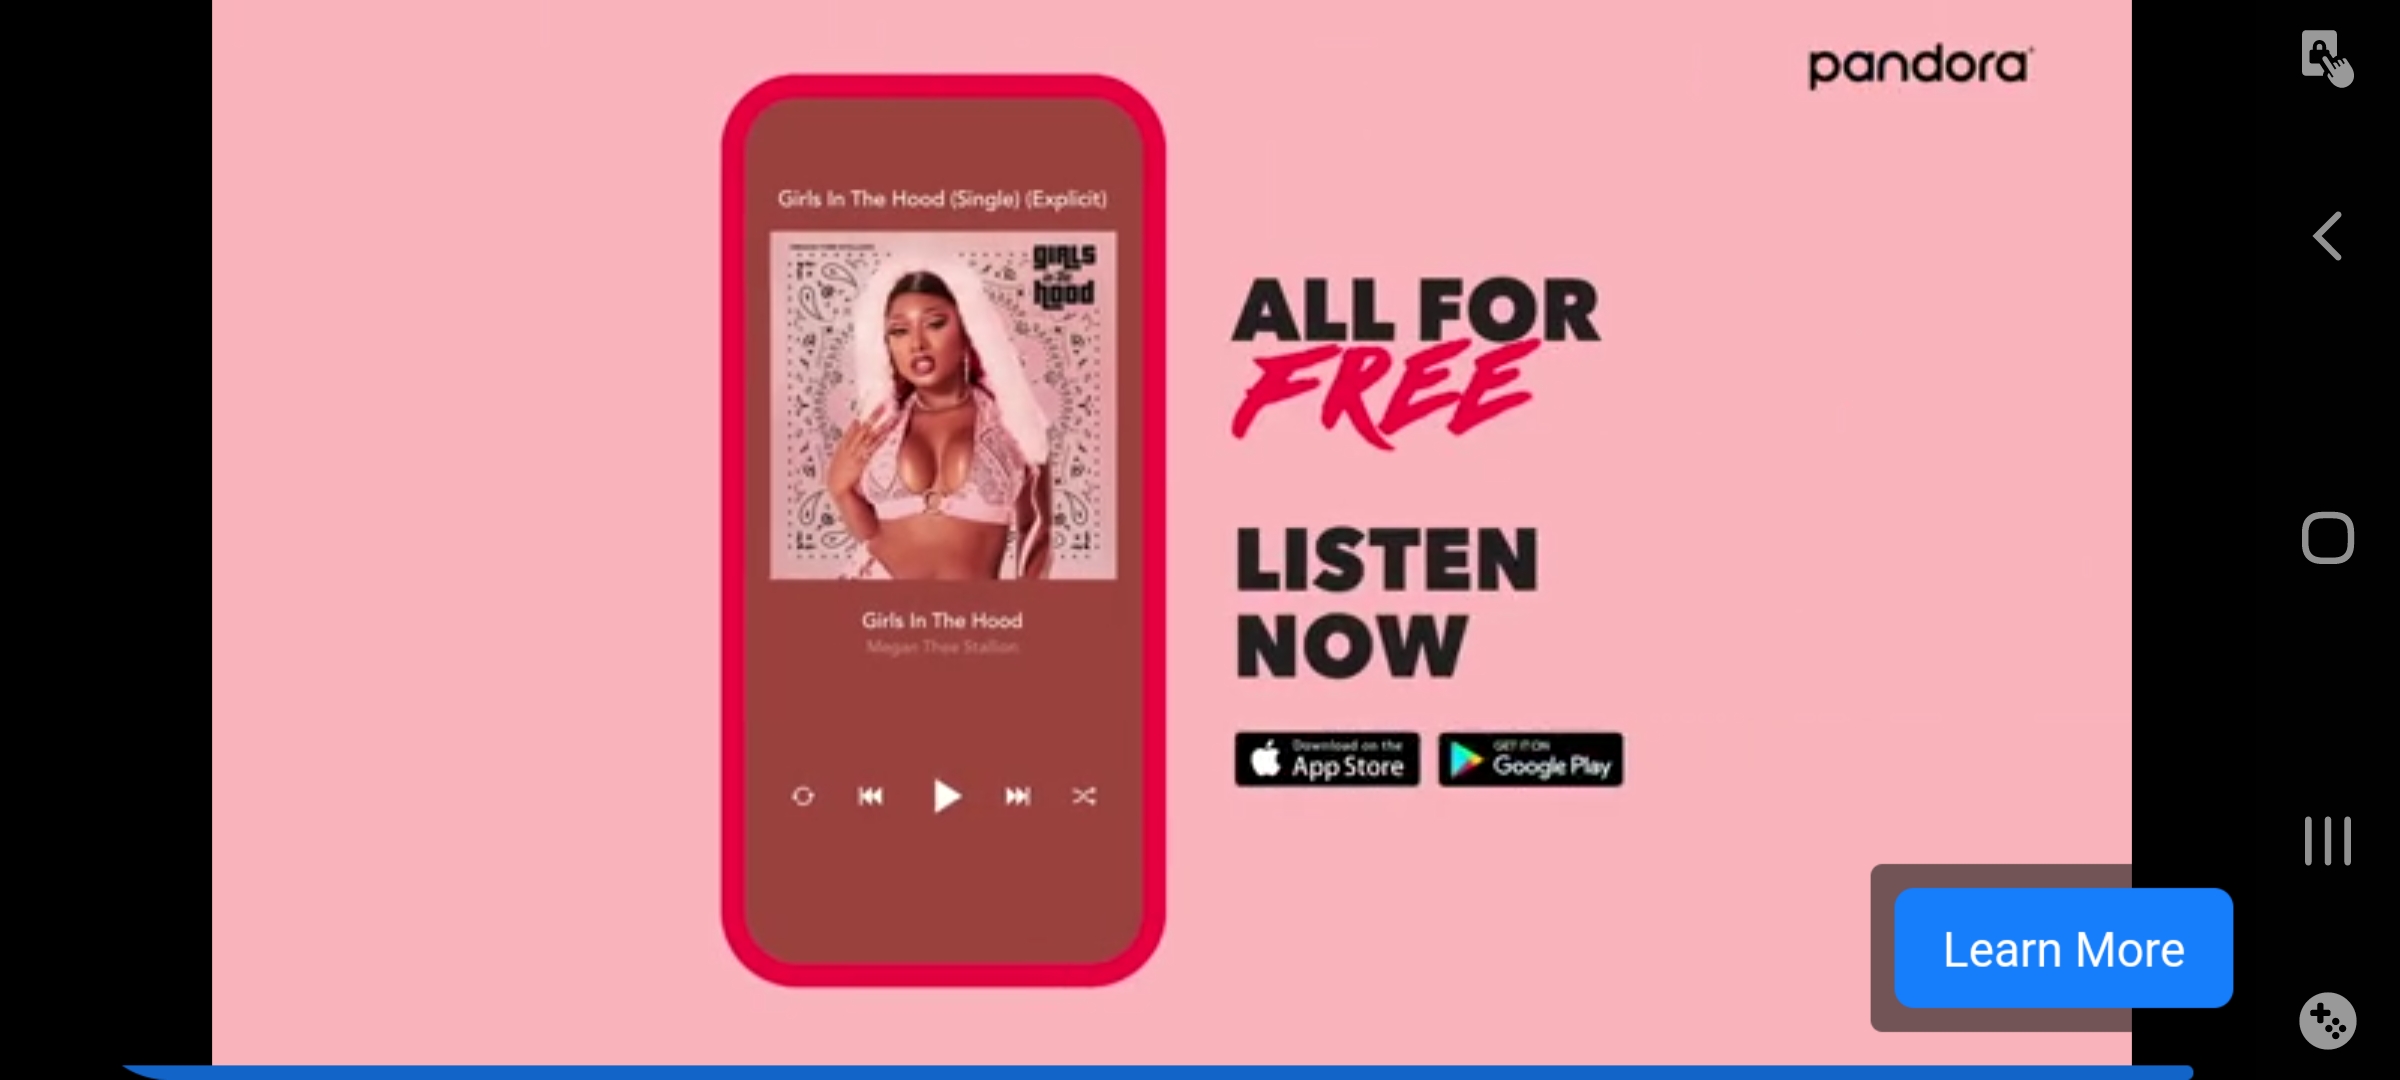 pandora
Girls In The Hood (Single) (Explicit)
GIRLS
in the
hood
Girls In The Hood
Megan Thee Stallion
ALL FOR
FREE
LISTEN
NOW
Download on the
App Store
GET IT ON
Google Play
Learn More